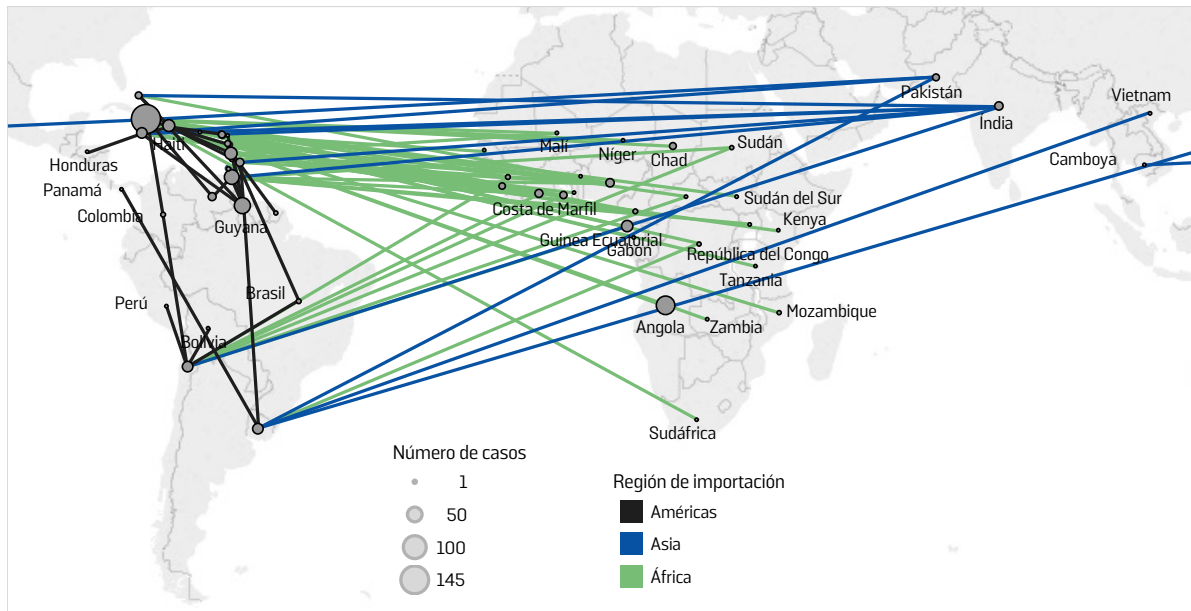 Pakistán
Vietnam
India
Haití
Malí
Níger
Chad
Sudán
Camboya
Honduras
Panamá
Colombia
Guyana
Costa de Marfil
Sudán del Sur
Kenya
Guinea Ecuatorial
Gabón
República del Congo
Tanzania
Brasil
Perú
Mozambique
Angola
Zambia
Bolivia
Sudáfrica
Número de casos
1
50
100
145
Región de importación
Américas
Asia
África